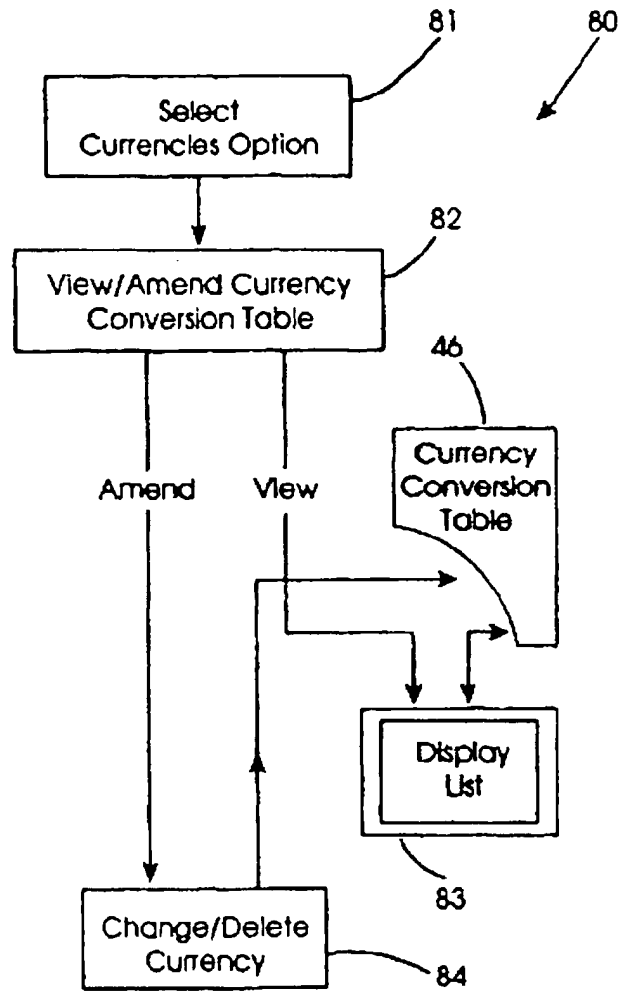 81
80
Select
Currencles Option
82
View/Amend Currency
Conversion Table
46
Currency
Conversion
Table
Amend
View
Display
List
83
Change/Delete
Currency
84